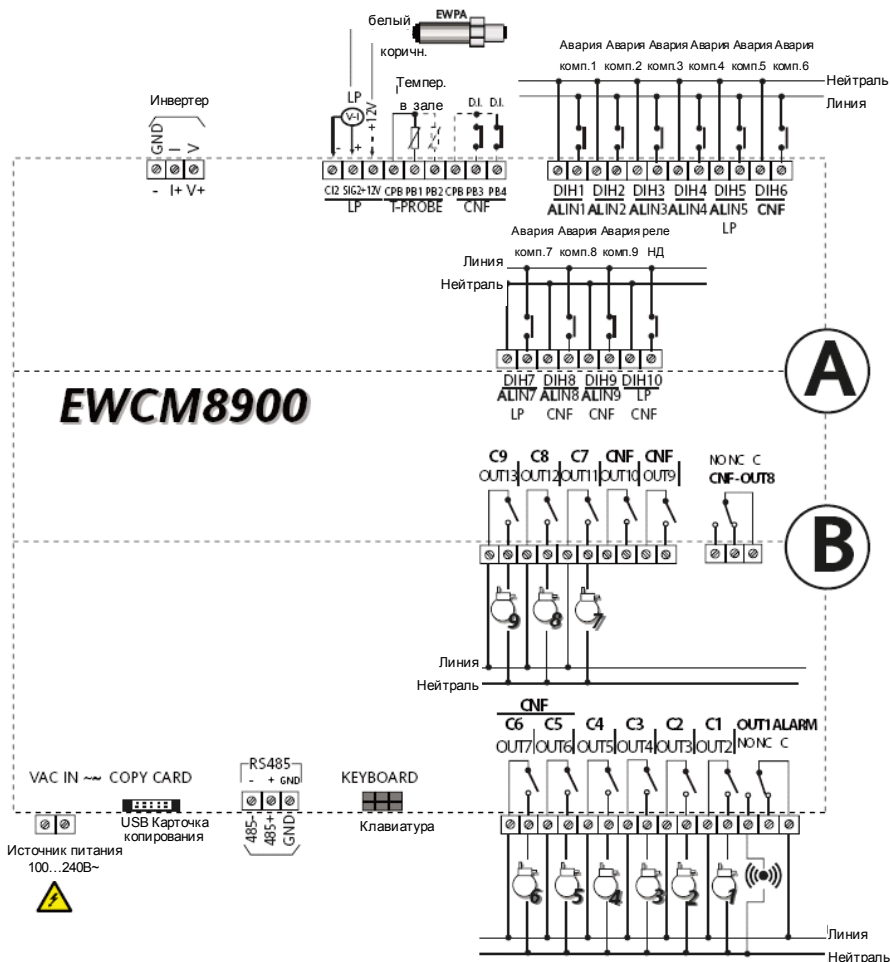 белый
EWPA
коричн.
LP
V-I
- +
+12V
Темпер.
в зале
D.I. D.I.
Авария Авария Авария Авария Авария Авария
комп.1 комп.2 комп.3 комп.4 комп.5 комп.6
Нейтраль
Линия
Инвертер
GND I V
- I+ V+
CI2 SIG2 +12V CPB PB1 PB2 CPB PB3 PB4
LP T-PROBE CNF
DIH1 DIH2 DIH3 DIH4 DIH5 DIH6
ALIN1 ALIN2 ALIN3 ALIN4 ALIN5 CNF
LP
Авария Авария Авария реле
комп.7 комп.8 комп.9 НД
Линия
Нейтраль
DIH7 DIH8 DIH9 DIH10
ALIN7 ALIN8 ALIN9 LP
LP CNF CNF CNF
A
EWCM8900
C9 C8 C7 CNF CNF
OUT13 OUT12 OUT11 OUT10 OUT9
NO NC C
CNF-OUT8
B
9 8 7
Линия
Нейтраль
CNF
C6 C5 C4 C3 C2 C1 OUT1 ALARM
OUT7 OUT6 OUT5 OUT4 OUT3 OUT2 NO NC C
VAC IN ~~ COPY CARD
RS485
- + GND
KEYBOARD
USB Карточка
копирования
485- 485+ GND
Клавиатура
Источник питания
100...240В~
6 5 4 3 2 1
Линия
Нейтраль